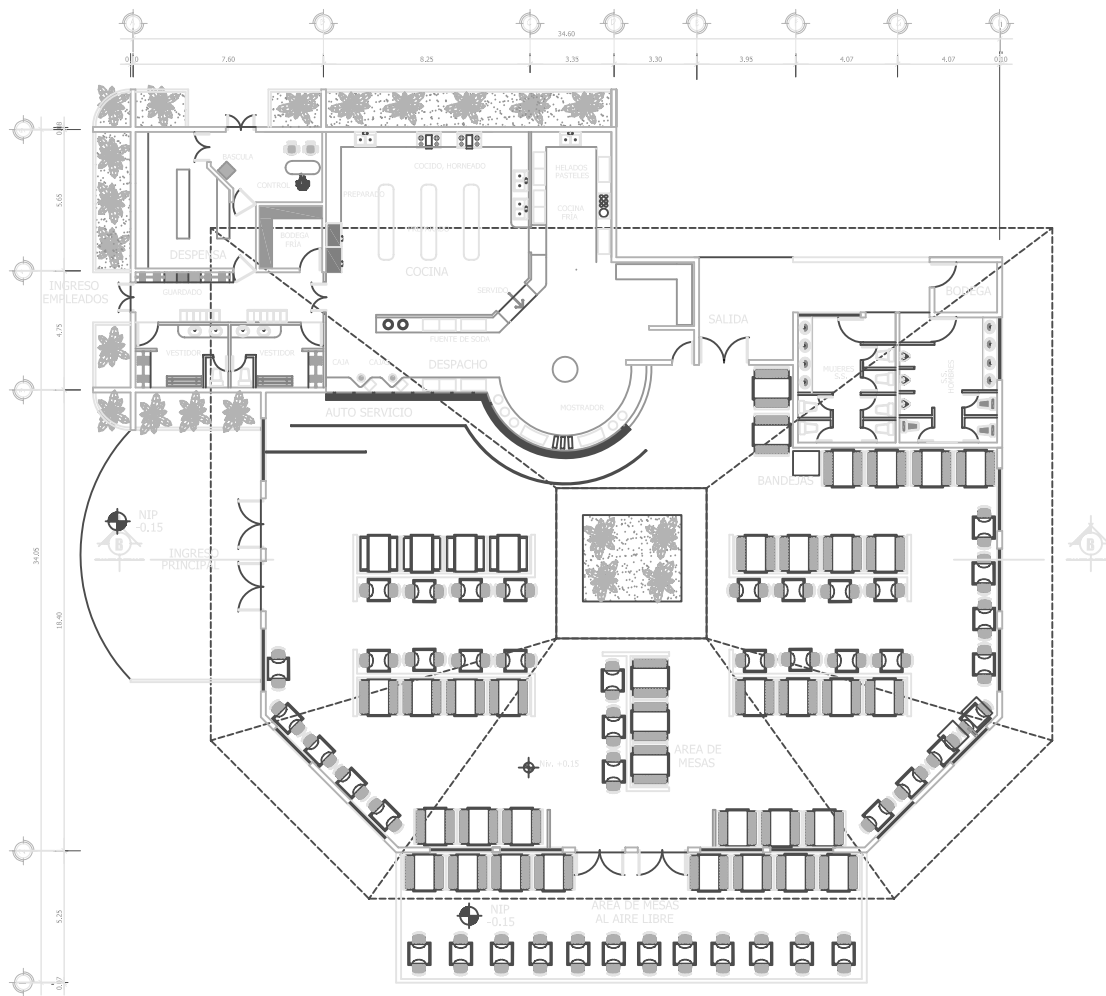 34.60
7.60
8.25
3.35
3.30
3.95
4.07
4.07
0.10
BASCULA
COCIDO, HORNEADO
HELADOS
PASTELES
CONTROL
PREPARADO
5.65
COCINA
FRIA
BODEGA
FRIA
DESPENSA
COCINA
INGRESO
EMPLEADOS
GUARDADO
SERVIDO
BODEGA
SALIDA
4.75
FUENTE DE SODA
VESTIDOR
VESTIDOR
CAJA
DESPACHO
MUJERES
HOMBRES
AUTO SERVICIO
MOSTRADOR
BANDEJAS
NIP
-0.15
B
B
INGRESO
PRINCIPAL
34.05
18.40
AREA DE
MESAS
Niv. +0.15
AREA DE MESAS
AL AIRE LIBRE
NIP
-0.15
5.25